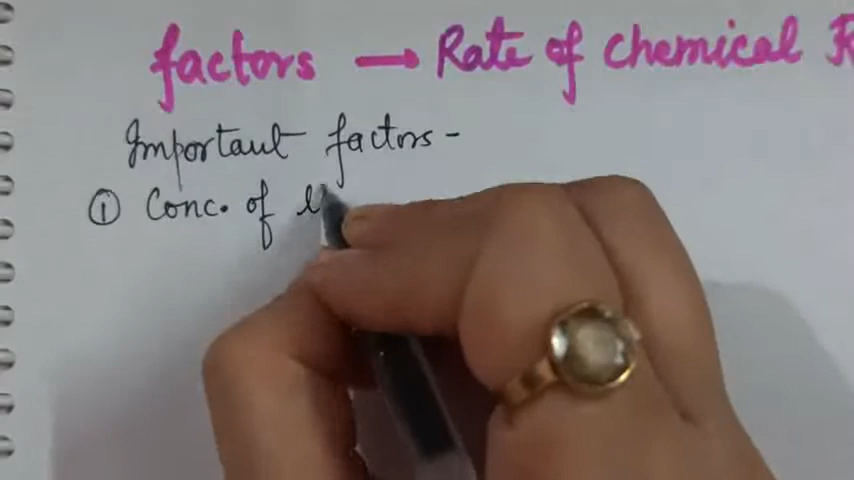 factors → Rate of Chemical
Important factors -
① Conc. of